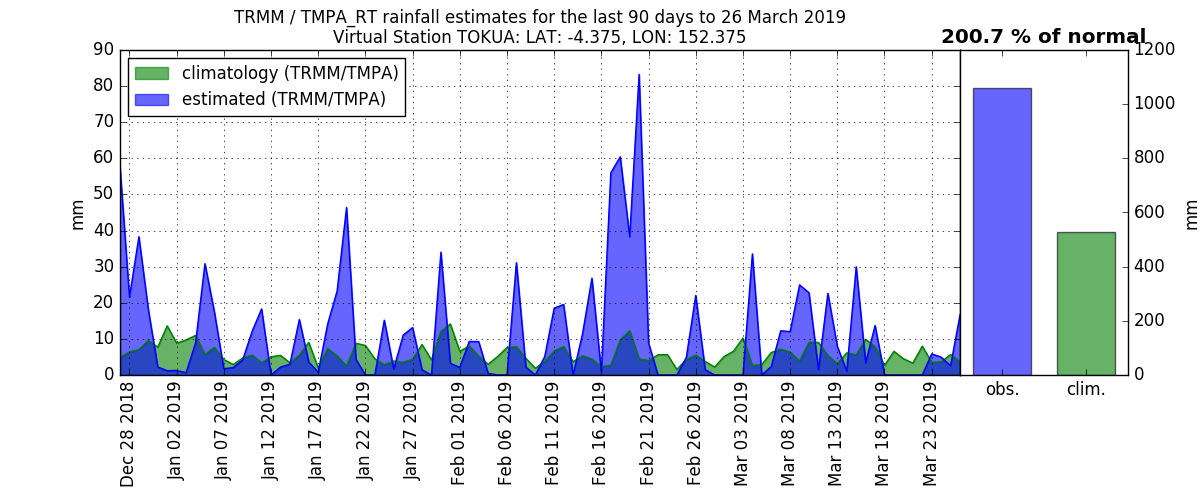 TRMM / TMPA_RT rainfall estimates for the last 90 days to 26 March 2019
Virtual Station TOKUA: LAT: -4.375, LON: 152.375
200.7 % of normal
climatology (TRMM/TMPA)
estimated (TRMM/TMPA)
mm
90
80
70
60
50
40
30
20
10
0
Dec 28 2018
Jan 02 2019
Jan 07 2019
Jan 12 2019
Jan 17 2019
Jan 22 2019
Jan 27 2019
Feb 01 2019
Feb 06 2019
Feb 11 2019
Feb 16 2019
Feb 21 2019
Feb 26 2019
Mar 03 2019
Mar 08 2019
Mar 13 2019
Mar 18 2019
Mar 23 2019
obs.
clim.
1200
1000
800
600
400
200
0
mm